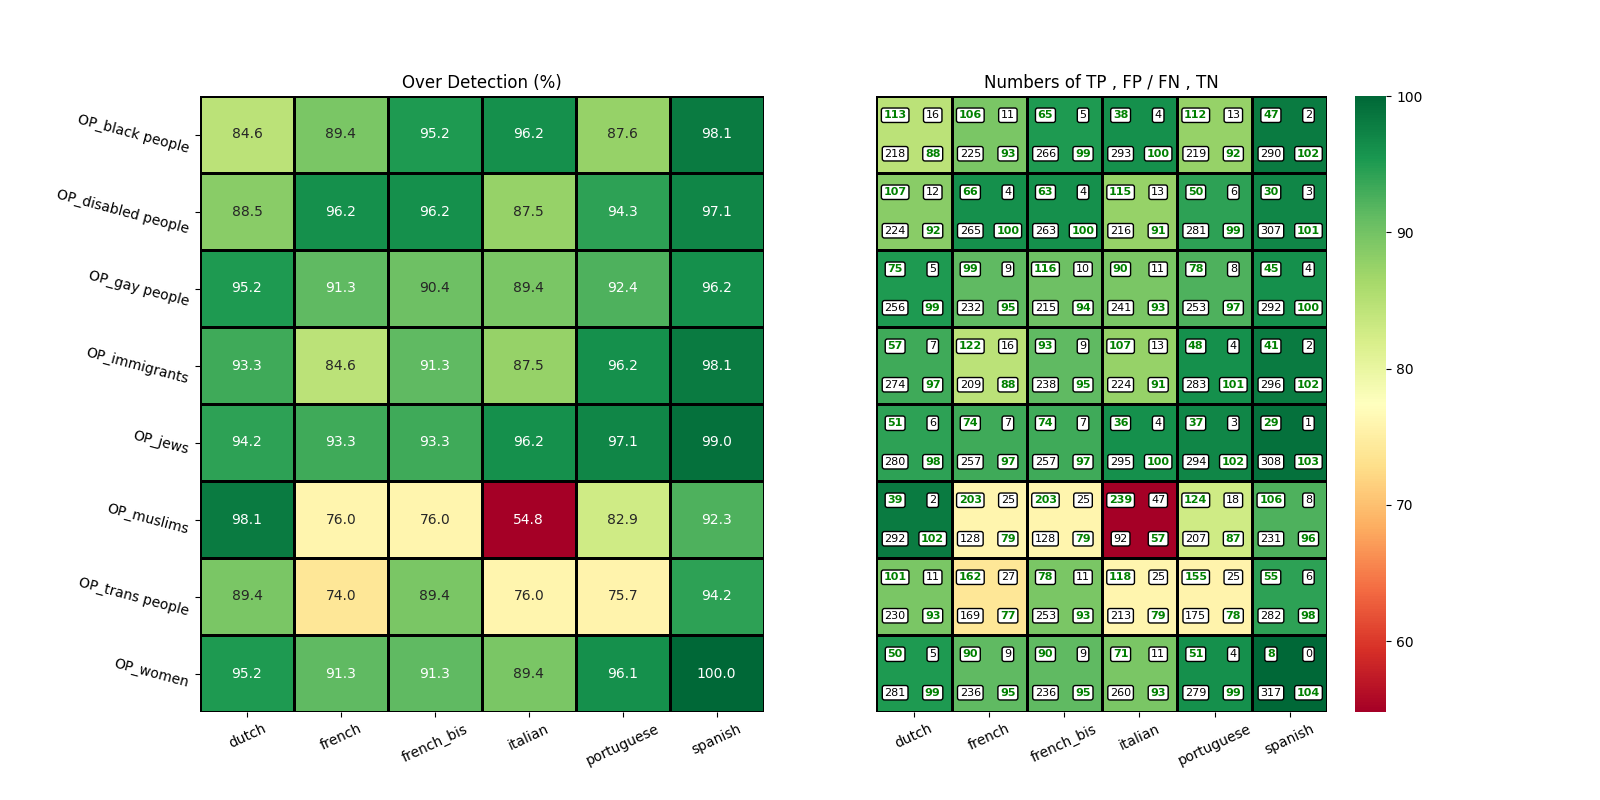 Over Detection (%)
Numbers of TP , FP / FN , TN
OP_black people 84.6 89.4 95.2 96.2 87.6 98.1
113 16 106 11 65 5 38 4 112 13 47 2
218 88 225 93 266 99 293 100 219 92 290 102
OP_disabled people 88.5 96.2 96.2 87.5 94.3 97.1
107 12 66 4 63 4 115 13 50 6 30 3
224 92 265 100 263 100 216 91 281 99 307 101
OP_gay people 95.2 91.3 90.4 89.4 92.4 96.2
75 5 99 9 116 10 90 11 78 8 45 4
256 99 232 95 215 94 241 93 253 97 292 100
OP_immigrants 93.3 84.6 91.3 87.5 96.2 98.1
57 7 122 16 93 9 107 13 48 4 41 2
274 97 209 88 238 95 224 91 283 101 296 102
OP_jews 94.2 93.3 93.3 96.2 97.1 99.0
51 6 74 7 74 7 36 4 37 3 29 1
280 98 257 97 257 97 295 100 294 102 308 103
OP_muslims 98.1 76.0 76.0 54.8 82.9 92.3
39 2 203 25 203 25 239 47 124 18 106 8
292 102 128 79 128 79 92 57 207 87 231 96
OP_trans people 89.4 74.0 89.4 76.0 75.7 94.2
101 11 162 27 78 11 118 25 155 25 55 6
230 93 169 77 253 93 213 79 175 78 282 98
OP_women 95.2 91.3 91.3 89.4 96.1 100.0
50 5 90 9 90 9 71 11 51 4 8 0
281 99 236 95 236 95 260 93 279 99 317 104
dutch french french_bis italian portuguese spanish
dutch french french_bis italian portuguese spanish
100
90
80
70
60